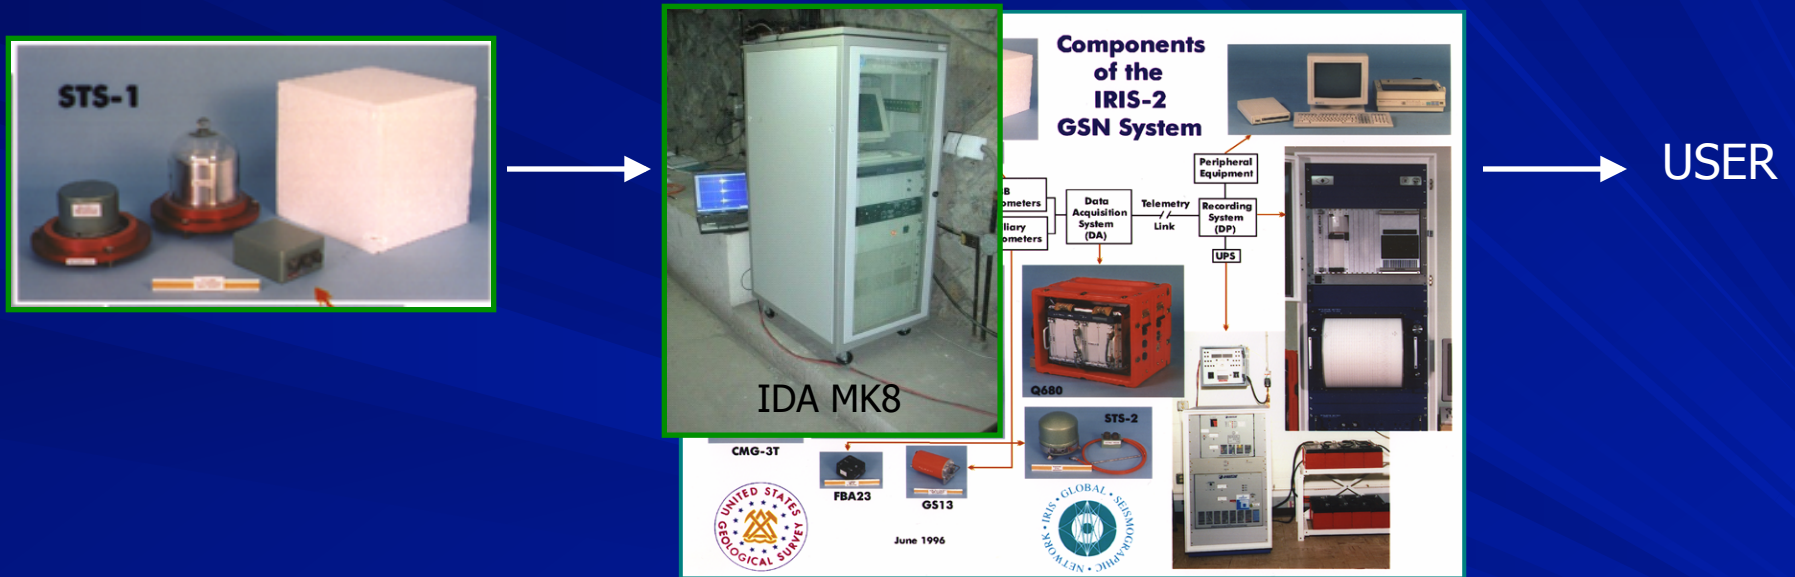 STS-1
IDA MK8
Components
of the
IRIS-2
GSN System
Peripheral
Equipment
Data
Acquisition
System
(DA)
Telemetry
Link
Recording
System
(DP)
UPS
Q680
STS-2
CMG-3T
FBA23
GS13
UNITED STATES
GEOLOGICAL SURVEY
June 1996
IRIS • GLOBAL • SEISMOGRAPHIC • NETWORK •
USER